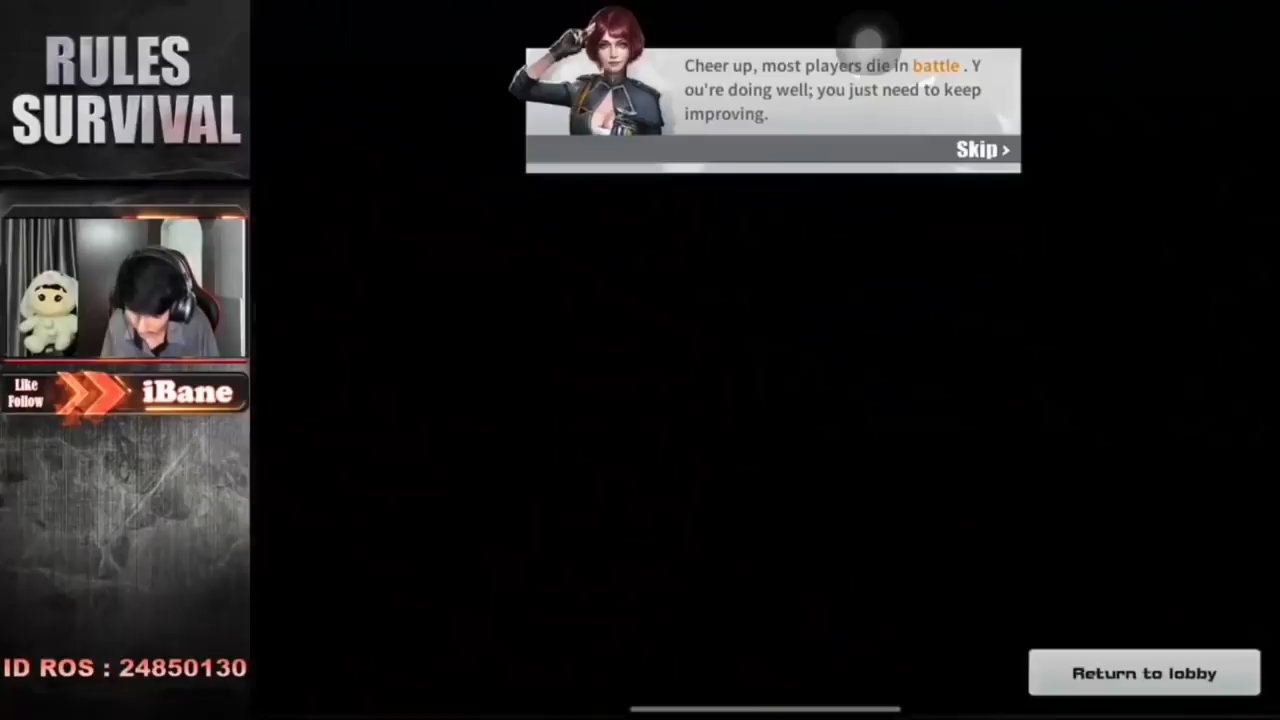 RULES
SURVIVAL
Cheer up, most players die in battle . Y
ou're doing well; you just need to keep
improving.
Skip >
Like
Follow
iBane
ID ROS : 24850130
Return to lobby